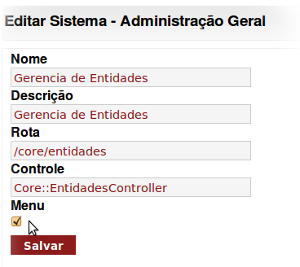 Editar Sistema - Administração Geral
Nome
Gerencia de Entidades
Descrição
Gerencia de Entidades
Rota
/core/entidades
Controle
Core::EntidadesController
Menu
Salvar